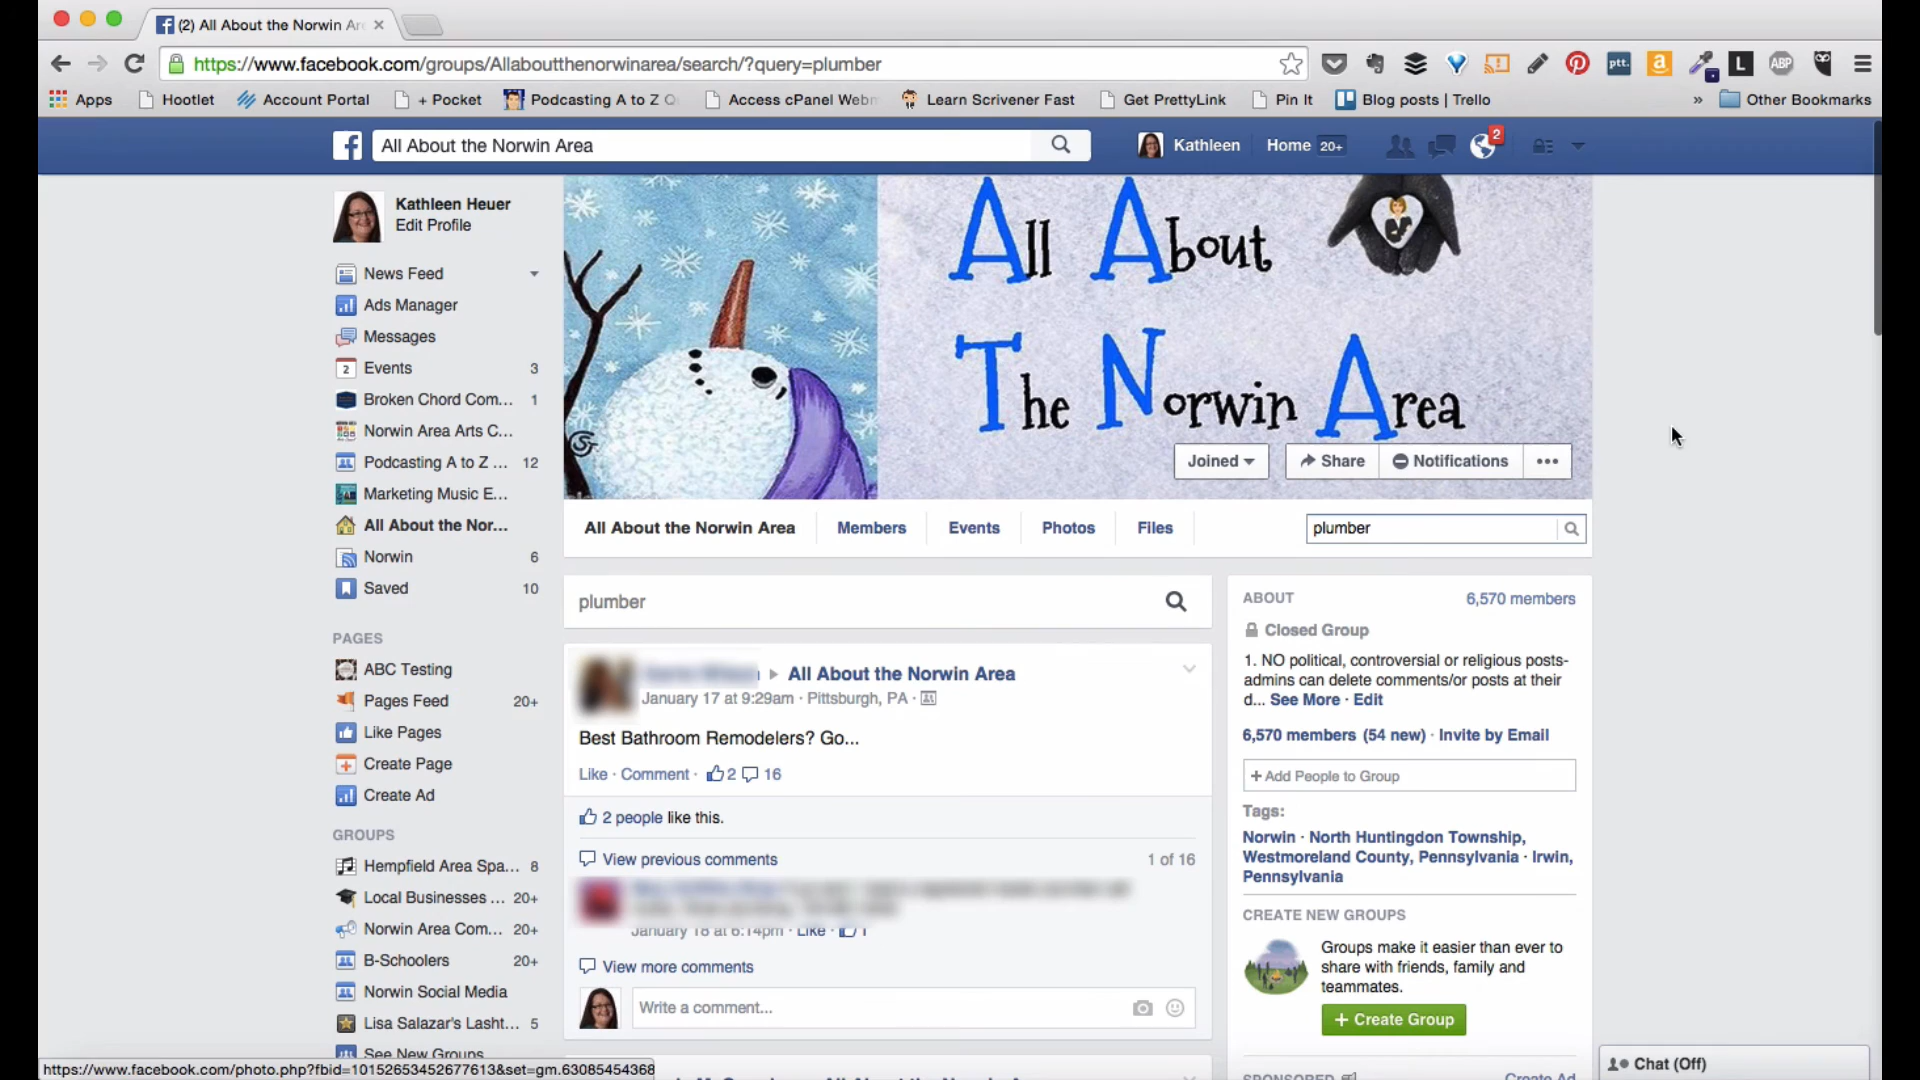 (2) All About the Norwin Ar
https://www.facebook.com/groups/Allaboutthenorwinarea/search/?query=plumber
ptt.
a
L
ABP
Apps
Hootlet
Account Portal
+ Pocket
Podcasting A to Z Q
Access cPanel Webm
Learn Scrivener Fast
Get PrettyLink
Pin It
Blog posts | Trello
»
Other Bookmarks
All About the Norwin Area
Kathleen
Home 20+
2
Kathleen Heuer
Edit Profile
News Feed
Ads Manager
Messages
2 Events 3
Broken Chord Com... 1
Norwin Area Arts C...
Podcasting A to Z ... 12
Marketing Music E...
All About the Nor...
Norwin 6
Saved 10
PAGES
ABC Testing
Pages Feed 20+
Like Pages
Create Page
Create Ad
GROUPS
Hempfield Area Spa... 8
Local Businesses ... 20+
Norwin Area Com... 20+
B-Schoolers 20+
Norwin Social Media
Lisa Salazar's Lasht... 5
See New Groups
All About
The Norwin Area
Joined
Share
Notifications
•••
All About the Norwin Area
Members
Events
Photos
Files
plumber
plumber
All About the Norwin Area
January 17 at 9:29am · Pittsburgh, PA ·
Best Bathroom Remodelers? Go...
Like · Comment · 2 16
2 people like this.
View previous comments 1 of 16
January 18 at 6:14pm · Like · 1
View more comments
Write a comment...
ABOUT 6,570 members
Closed Group
1. NO political, controversial or religious posts-
admins can delete comments/or posts at their
d... See More · Edit
6,570 members (54 new) · Invite by Email
+ Add People to Group
Tags:
Norwin · North Huntingdon Township,
Westmoreland County, Pennsylvania · Irwin,
Pennsylvania
CREATE NEW GROUPS
Groups make it easier than ever to
share with friends, family and
teammates.
+ Create Group
SPONSORED Create Ad
Chat (Off)
https://www.facebook.com/photo.php?fbid=10152653452677613&set=gm.63085454368